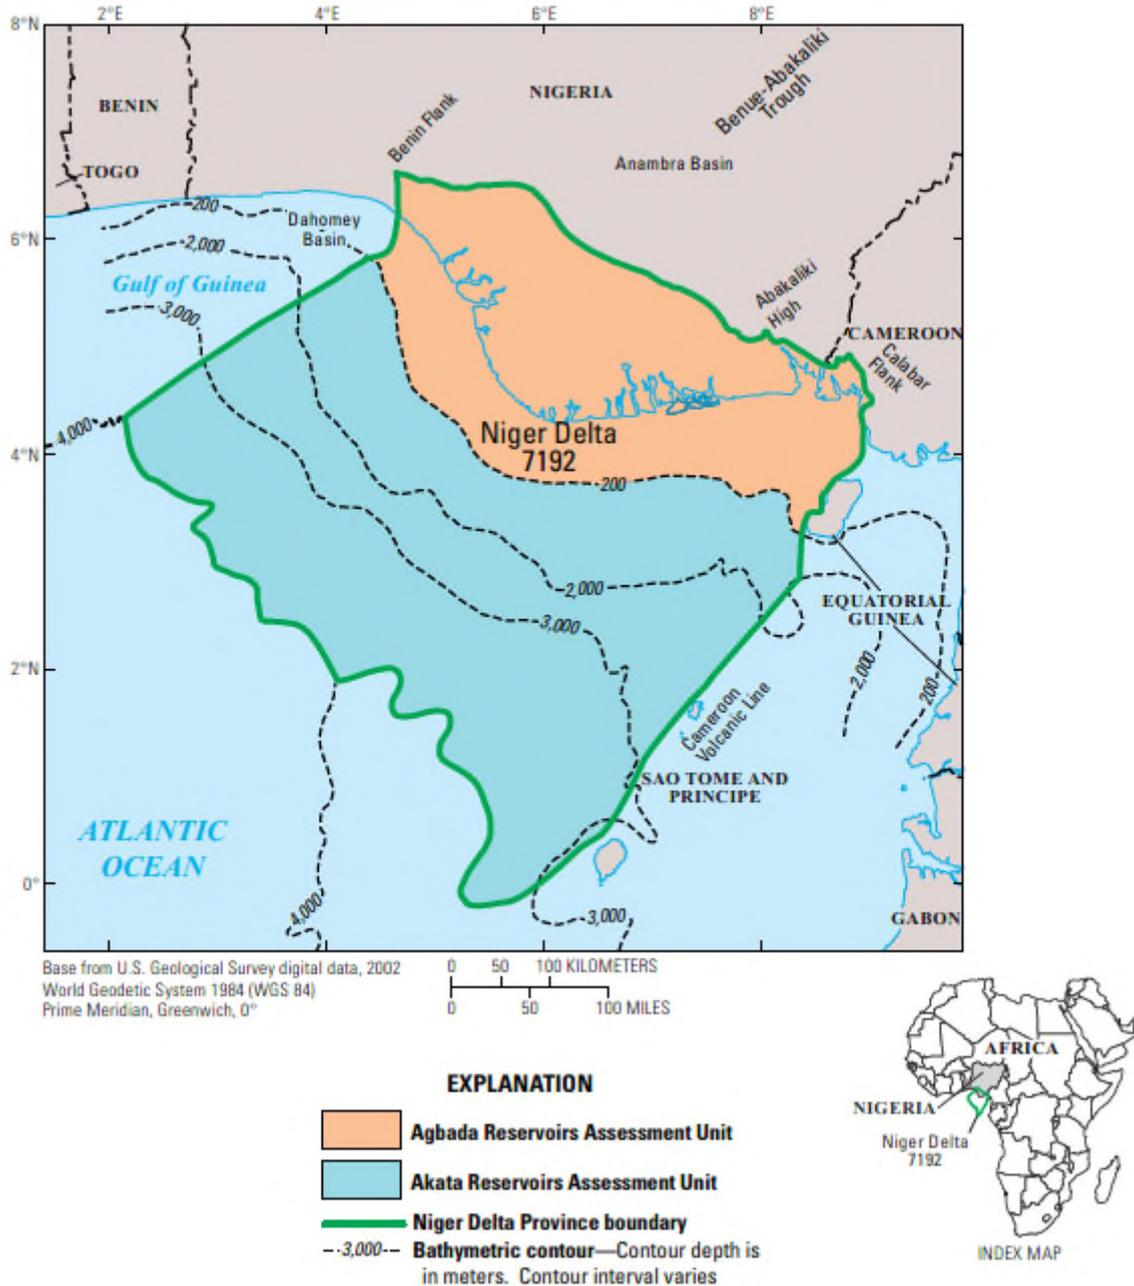 2°E
4°E
6°E
8°E
8°N
6°N
4°N
2°N
0°
BENIN
TOGO
NIGERIA
Benin Flank
Benue-Abakaliki
Trough
Anambra Basin
200
Dahomey
Basin
2,000
Gulf of Guinea
3,000
Abakaliki
High
CAMEROON
Calabar
Flank
4,000
Niger Delta
7192
200
2,000
3,000
EQUATORIAL
GUINEA
2,000
200
Cameroon
Volcanic Line
SAO TOME AND
PRINCIPE
ATLANTIC
OCEAN
4,000
3,000
GABON
Base from U.S. Geological Survey digital data, 2002
World Geodetic System 1984 (WGS 84)
Prime Meridian, Greenwich, 0°
0 50 100 KILOMETERS
0 50 100 MILES
EXPLANATION
Agbada Reservoirs Assessment Unit
Akata Reservoirs Assessment Unit
Niger Delta Province boundary
3,000 Bathymetric contour—Contour depth is
in meters. Contour interval varies
AFRICA
NIGERIA
Niger Delta
7192
INDEX MAP